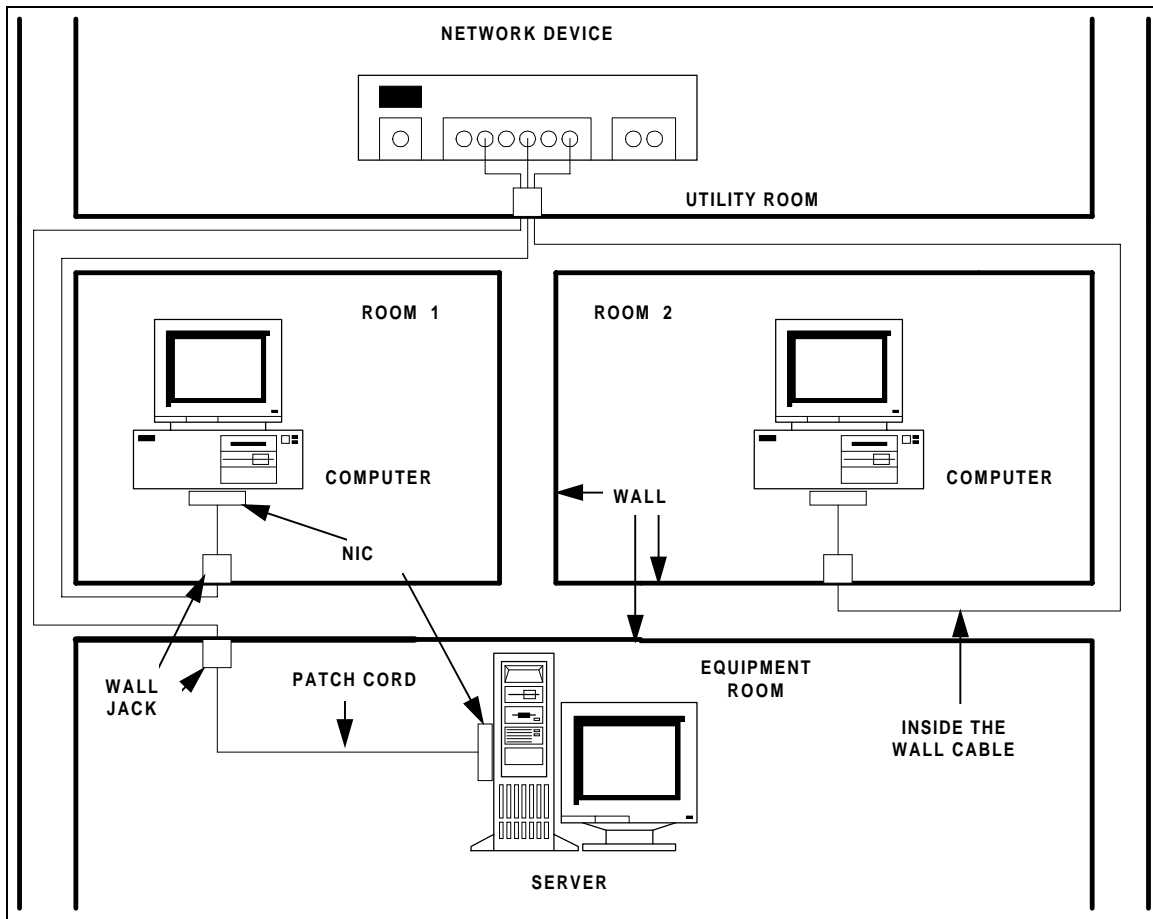 NETWORK DEVICE
UTILITY ROOM
ROOM 1
ROOM 2
COMPUTER
WALL
COMPUTER
NIC
WALL
JACK
PATCH CORD
EQUIPMENT
ROOM
INSIDE THE
WALL CABLE
SERVER